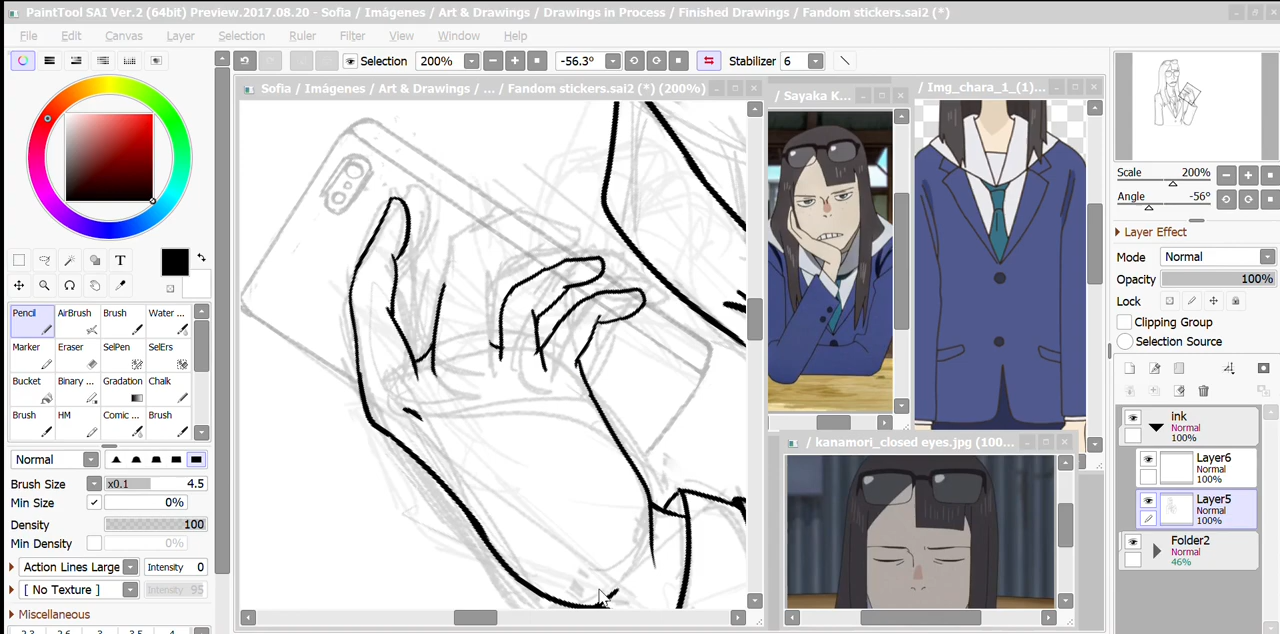 PaintTool SAI Ver.2 (64bit) Preview.2017.08.20 - Sofia / Imágenes / Art & Drawings / Drawings in Process / Finished Drawings / Fandom stickers.sai2 (*)
File Edit Canvas Layer Selection Ruler Filter View Window Help
Selection 200% -56.3º Stabilizer 6
Sofia / Imágenes / Art & Drawings / ... / Fandom stickers.sai2 (*) (200%)
/ Sayaka K...
/ Img_chara_1_(1)...
Scale 200%
Angle -56º
Layer Effect
Mode Normal
Opacity 100%
Lock
Clipping Group
Selection Source
T
Pencil AirBrush Brush Water ...
Marker Eraser SelPen SelErs
Bucket Binary ... Gradation Chalk
Brush HM Comic ... Brush
Normal
Brush Size x0.1 4.5
Min Size 0%
Density 100
Min Density 0%
Action Lines Large Intensity 0
[ No Texture ] Intensity 95
Miscellaneous
/ kanamori_closed eyes.jpg (100...
ink
Normal
100%
Layer6
Normal
100%
Layer5
Normal
100%
Folder2
Normal
46%